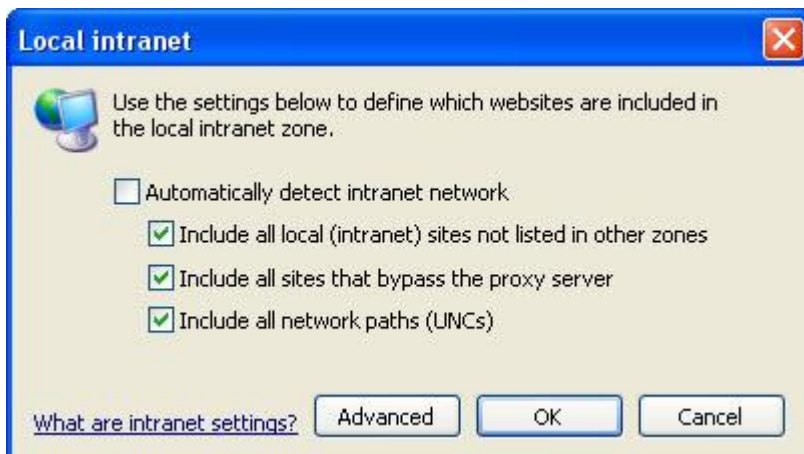 Local intranet
Use the settings below to define which websites are included in
the local intranet zone.
Automatically detect intranet network
Include all local (intranet) sites not listed in other zones
Include all sites that bypass the proxy server
Include all network paths (UNCs)
What are intranet settings? Advanced OK Cancel